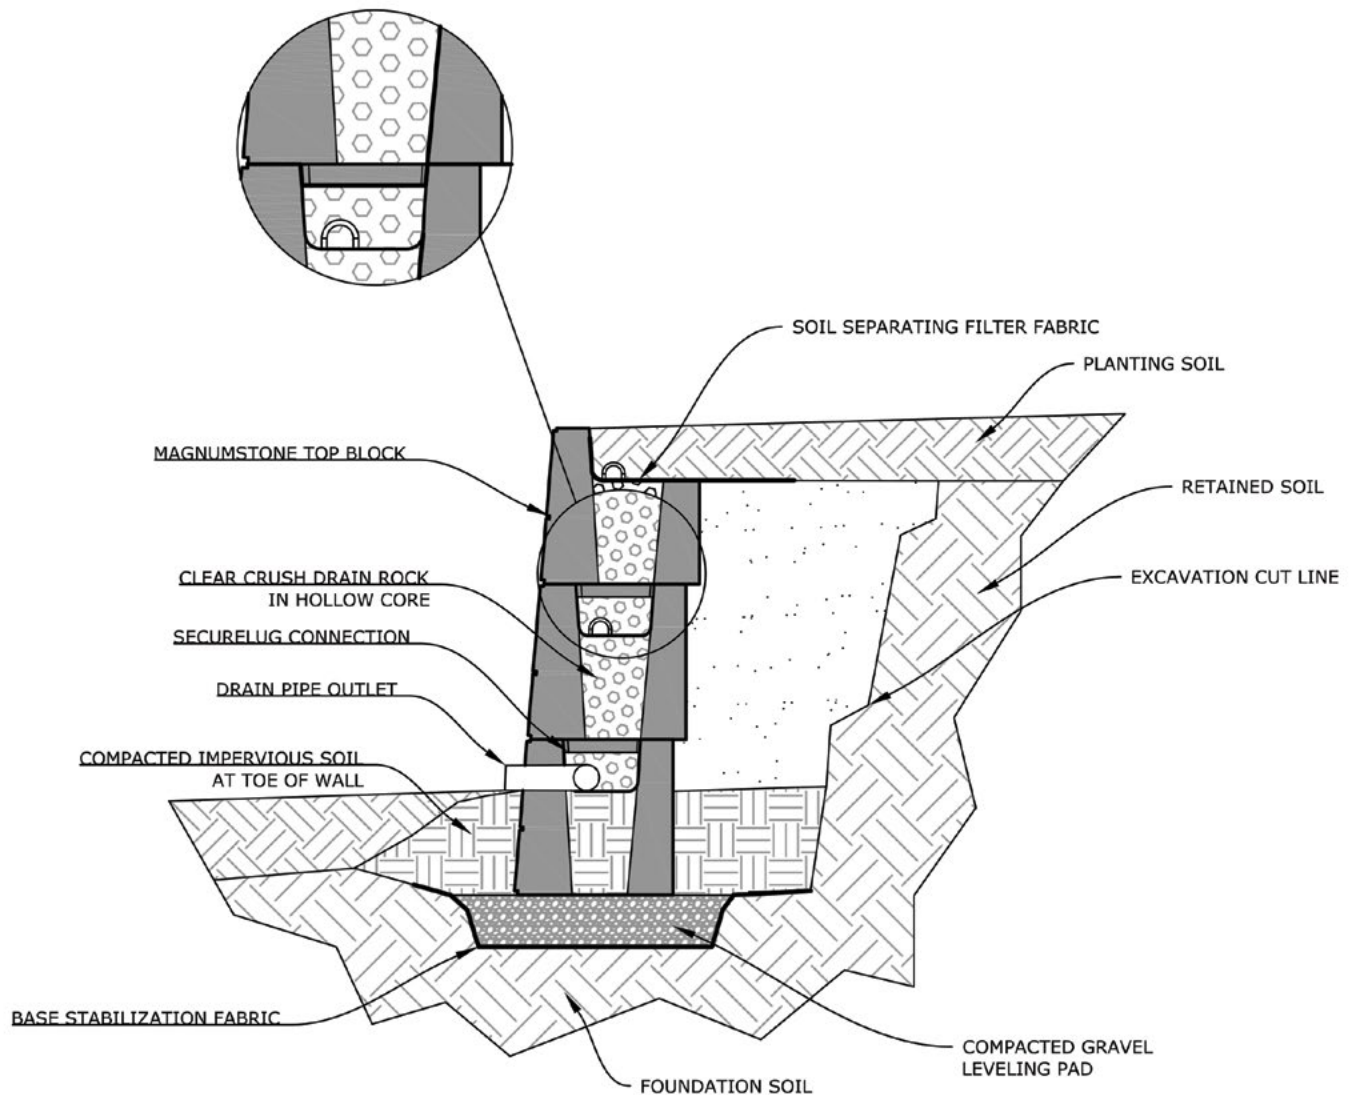 SOIL SEPARATING FILTER FABRIC
PLANTING SOIL
MAGNUMSTONE TOP BLOCK
RETAINED SOIL
CLEAR CRUSH DRAIN ROCK
IN HOLLOW CORE
EXCAVATION CUT LINE
SECURELUG CONNECTION
DRAIN PIPE OUTLET
COMPACTED IMPERVIOUS SOIL
AT TOE OF WALL
BASE STABILIZATION FABRIC
COMPACTED GRAVEL
LEVELING PAD
FOUNDATION SOIL